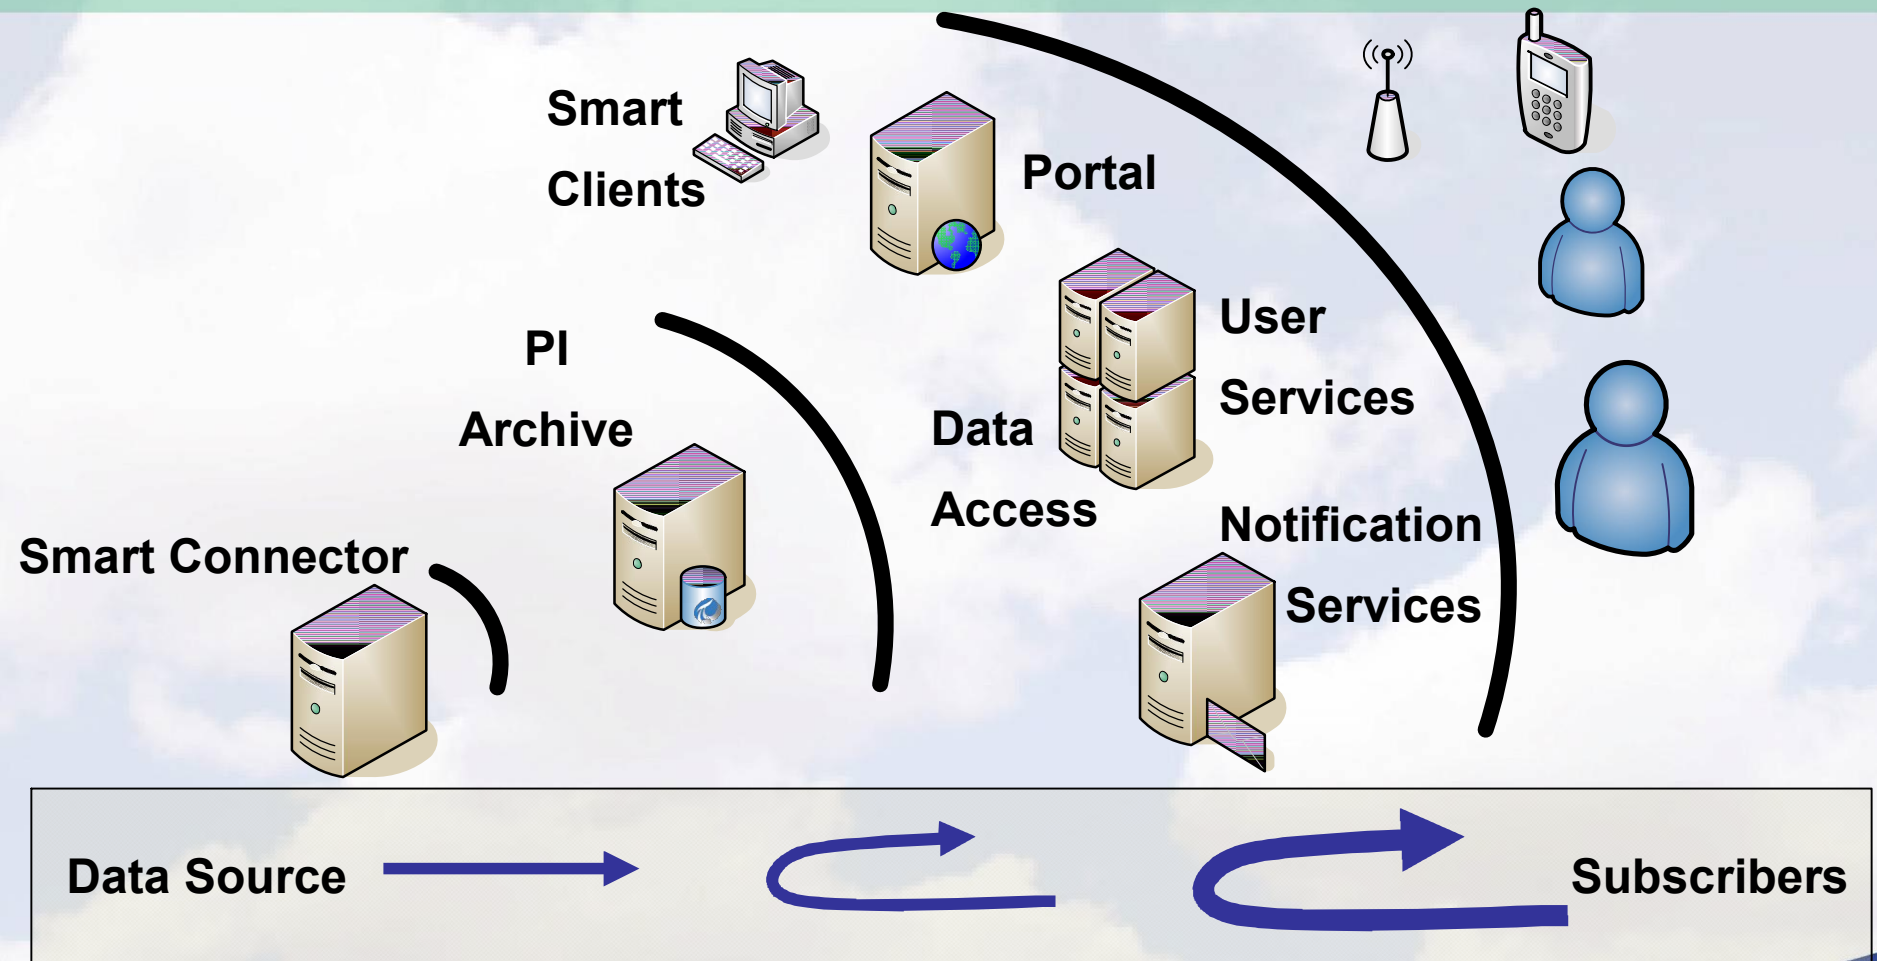 Smart
Clients
Portal
PI
Archive
User
Services
Data
Access
Smart Connector
Notification
Services
Data Source
Subscribers